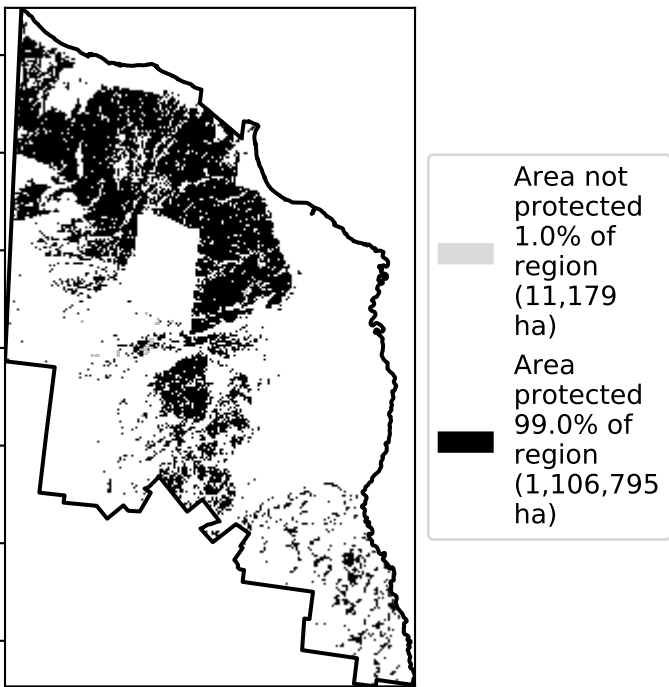 Area not
protected
1.0% of
region
(11,179
ha)
Area
protected
99.0% of
region
(1,106,795
ha)